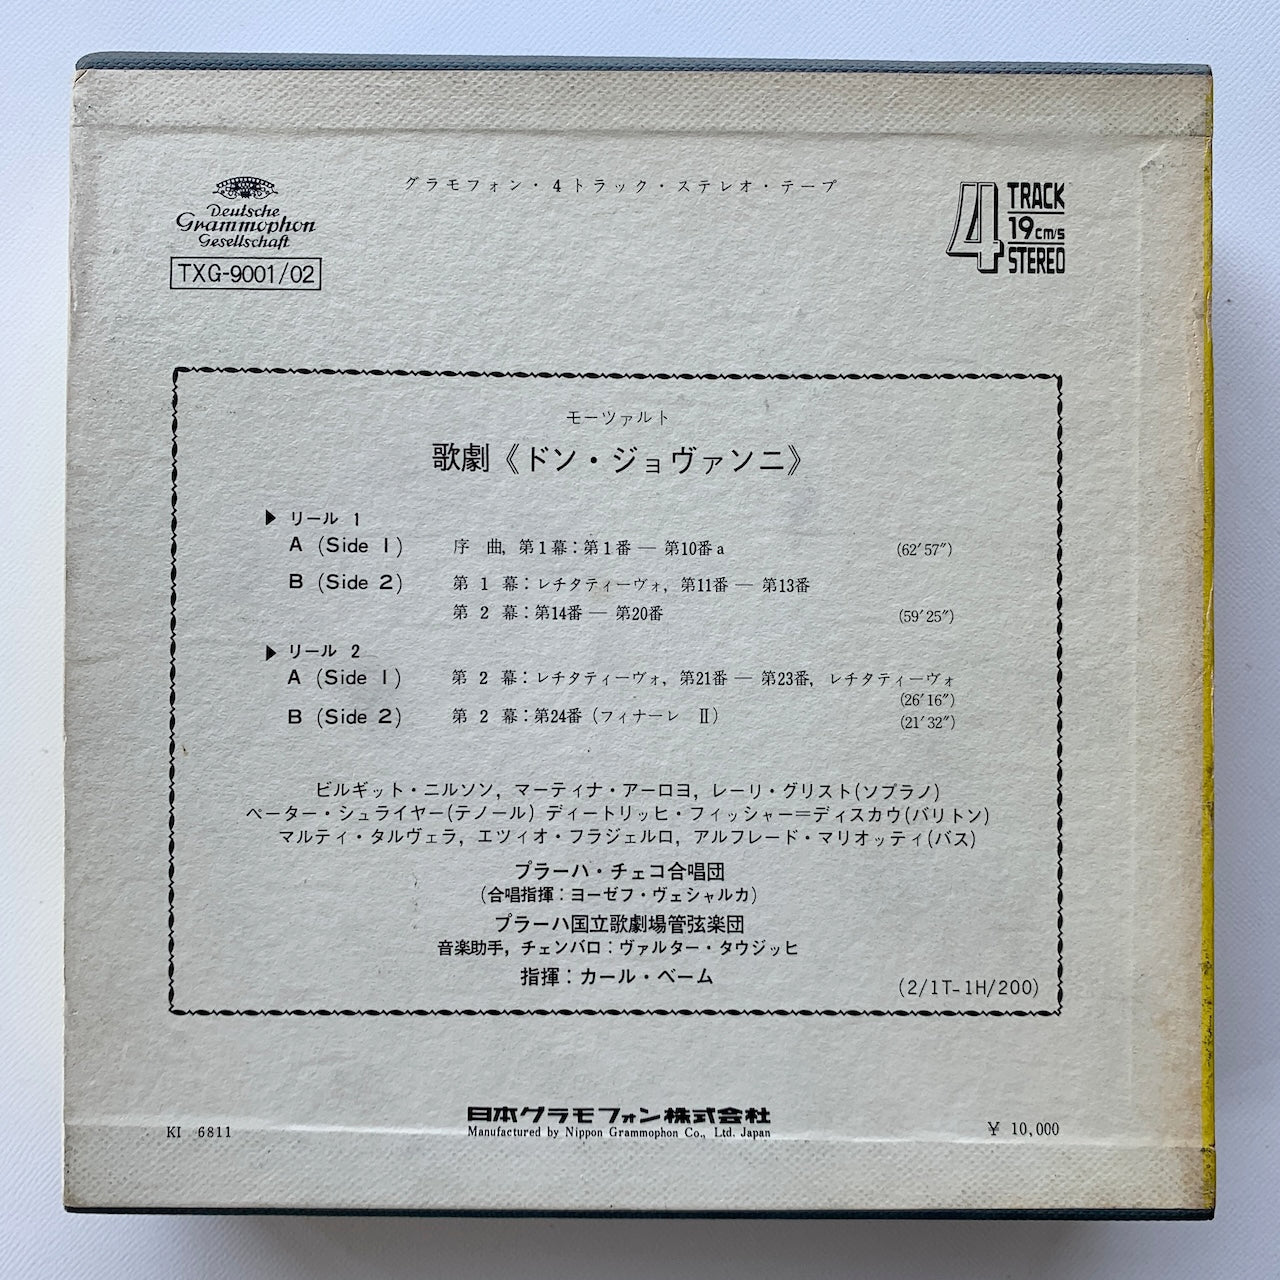 グラモフォン・4トラック・ステレオ・テープ
Deutsche
Grammophon
Gesellschaft
TXG-9001/02
4 TRACK
19cm/s
STEREO
モーツァルト
歌劇《ドン・ジョヴァンニ》
▶ リール 1
A (Side 1) 序 曲, 第1幕:第1番 — 第10番a (62′57″)
B (Side 2) 第 1 幕:レチタティーヴォ, 第11番 — 第13番
第 2 幕:第14番 — 第20番 (59′25″)
▶ リール 2
A (Side 1) 第 2 幕:レチタティーヴォ, 第21番 — 第23番, レチタティーヴォ
(26′16″)
B (Side 2) 第 2 幕:第24番 (フィナーレ Ⅱ)
(21′32″)
ビルギット・ニルソン, マーティナ・アーロヨ, レーリ・グリスト(ソプラノ)
ペーター・シュライヤー(テノール) ディートリッヒ・フィッシャー=ディスカウ(バリトン)
マルティ・タルヴェラ, エツィオ・フラジェルロ, アルフレード・マリオッティ(バス)
プラーハ・チェコ合唱団
(合唱指揮:ヨーゼフ・ヴェシャルカ)
プラーハ国立歌劇場管弦楽団
音楽助手, チェンバロ:ヴァルター・タウジッヒ
指揮:カール・ベーム
(2/1T-1H/200)
日本グラモフォン株式会社
KI 6811
Manufactured by Nippon Grammophon Co., Ltd. Japan
¥ 10,000